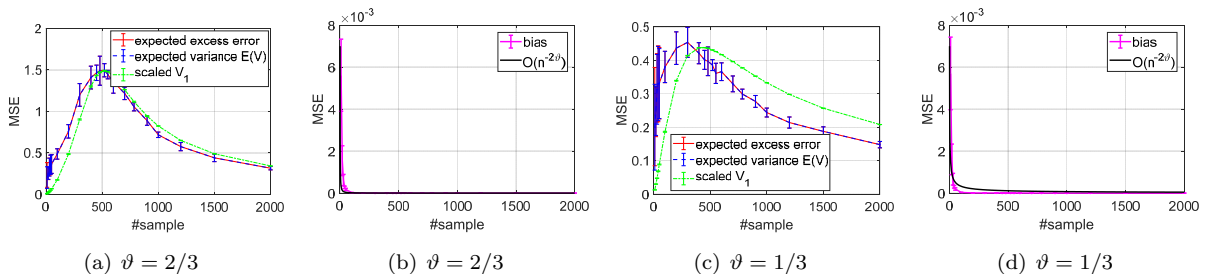 2
1.5
1
0.5
0
MSE
expected excess error
expected variance E(V)
scaled V₁
0 500 1000 1500 2000
#sample
(a) ϑ = 2/3
×10⁻³
8
6
4
2
0
MSE
bias
O(n⁻²ᶿ)
0 500 1000 1500 2000
#sample
(b) ϑ = 2/3
0.5
0.4
0.3
0.2
0.1
0
MSE
expected excess error
expected variance E(V)
scaled V₁
0 500 1000 1500 2000
#sample
(c) ϑ = 1/3
×10⁻³
8
6
4
2
0
MSE
bias
O(n⁻²ᶿ)
0 500 1000 1500 2000
#sample
(d) ϑ = 1/3